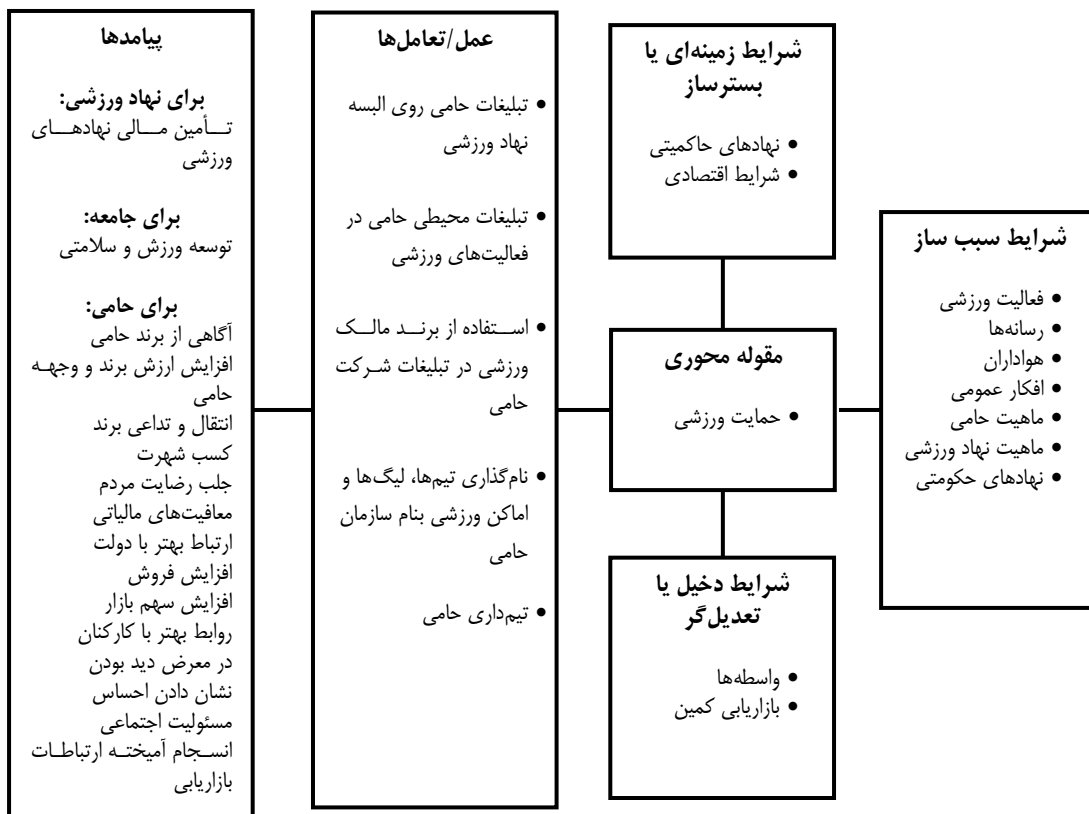 شرایط سبب ساز
• فعالیت ورزشی
• رسانه‌ها
• هواداران
• افکار عمومی
• ماهیت حامی
• ماهیت نهاد ورزشی
• نهادهای حکومتی
شرایط زمینه‌ای یا
بسترساز
• نهادهای حاکمیتی
• شرایط اقتصادی
مقوله محوری
• حمایت ورزشی
شرایط دخیل یا
تعدیل‌گر
• واسطه‌ها
• بازاریابی کمین
عمل/تعامل‌ها
• تبلیغات حامی روی البسه
نهاد ورزشی
• تبلیغات محیطی حامی در
فعالیت‌های ورزشی
• استفاده از برند مالک
ورزشی در تبلیغات شرکت
حامی
• نام‌گذاری تیم‌ها، لیگ‌ها و
اماکن ورزشی بنام سازمان
حامی
• تیم‌داری حامی
پیامدها
برای نهاد ورزشی:
تأمین مالی نهادهای
ورزشی
برای جامعه:
توسعه ورزش و سلامتی
برای حامی:
آگاهی از برند حامی
افزایش ارزش برند و وجهه
حامی
انتقال و تداعی برند
کسب شهرت
جلب رضایت مردم
معافیت‌های مالیاتی
ارتباط بهتر با دولت
افزایش فروش
افزایش سهم بازار
روابط بهتر با کارکنان
در معرض دید بودن
نشان دادن احساس
مسئولیت اجتماعی
انسجام آمیخته ارتباطات
بازاریابی